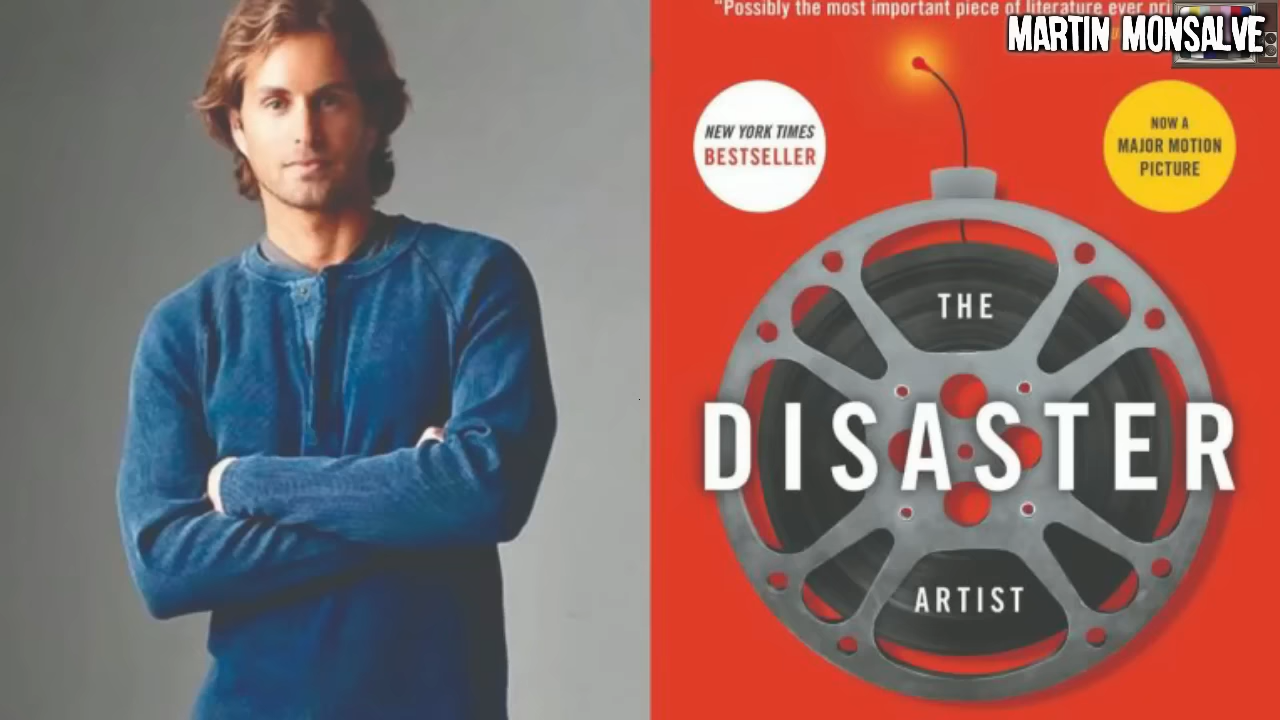 "Possibly the most important piece of literature ever pri
MARTIN MONSALVE
NEW YORK TIMES
BESTSELLER
NOW A
MAJOR MOTION
PICTURE
THE
DISASTER
ARTIST